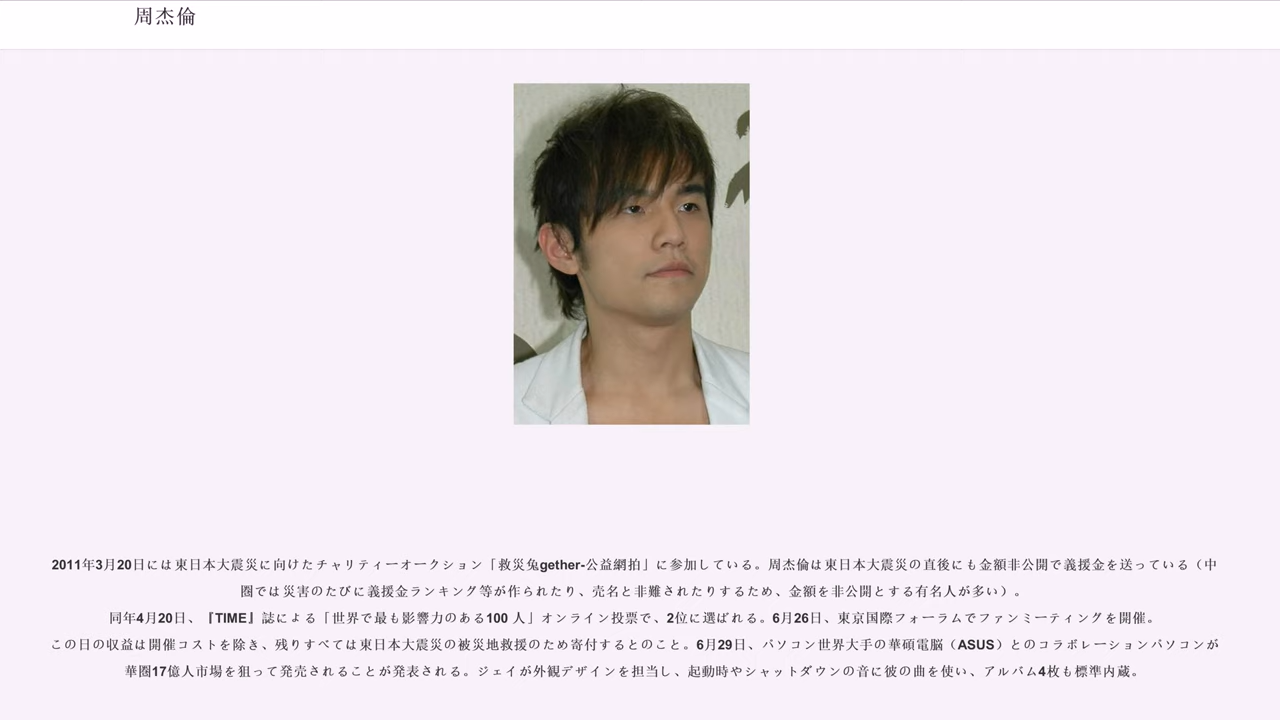 周杰倫
2011年3月20日には東日本大震災に向けたチャリティーオークション「救災兔gether-公益網拍」に参加している。周杰倫は東日本大震災の直後にも金額非公開で義援金を送っている（中
圏では災害のたびに義援金ランキング等が作られたり、売名と非難されたりするため、金額を非公開とする有名人が多い）。
同年4月20日、『TIME』誌による「世界で最も影響力のある100 人」オンライン投票で、2位に選ばれる。6月26日、東京国際フォーラムでファンミーティングを開催。
この日の収益は開催コストを除き、残りすべては東日本大震災の被災地救援のため寄付するとのこと。6月29日、パソコン世界大手の華碩電脳（ASUS）とのコラボレーションパソコンが
華圏17億人市場を狙って発売されることが発表される。ジェイが外観デザインを担当し、起動時やシャットダウンの音に彼の曲を使い、アルバム4枚も標準内蔵。